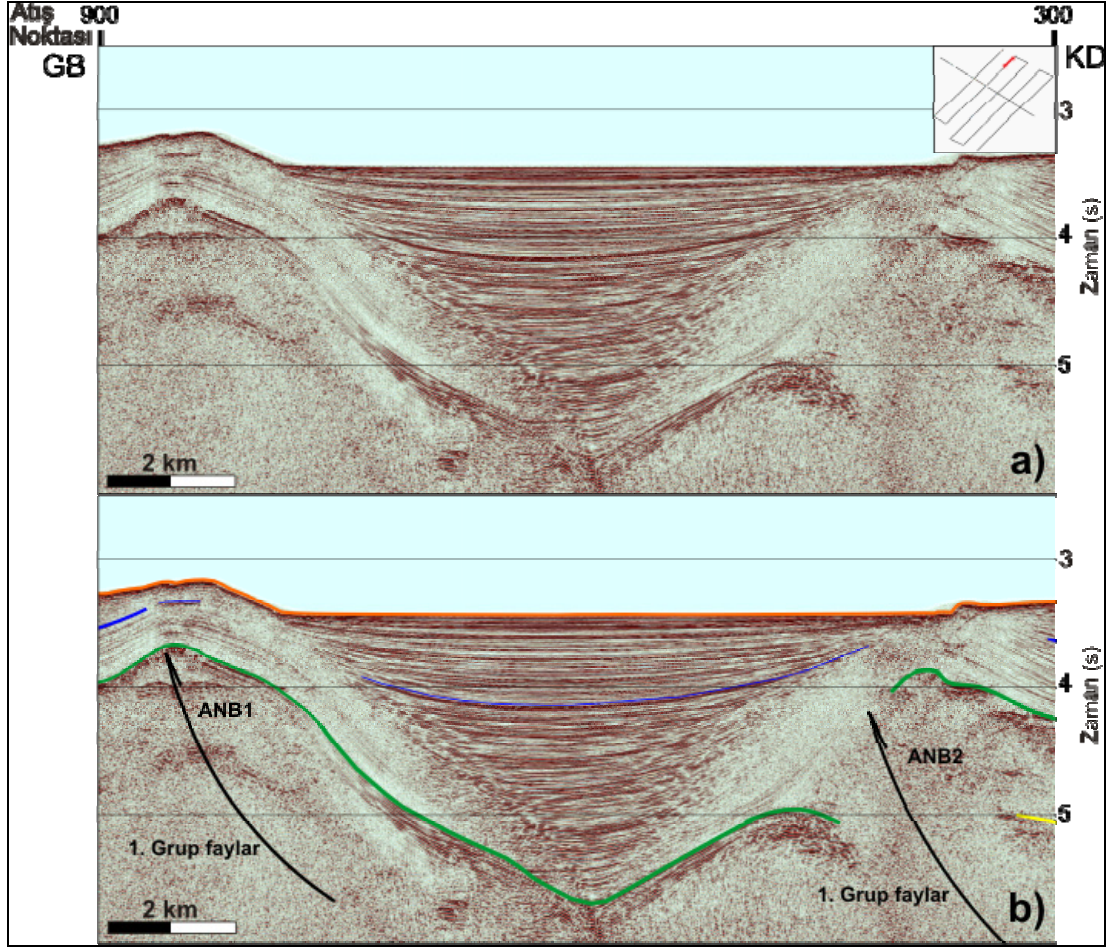 Atış 900 300
Noktası
GB KD
3
4
Zaman (s)
5
2 km a)
3
4
Zaman (s)
ANB1
ANB2
5
1. Grup faylar
1. Grup faylar
2 km b)